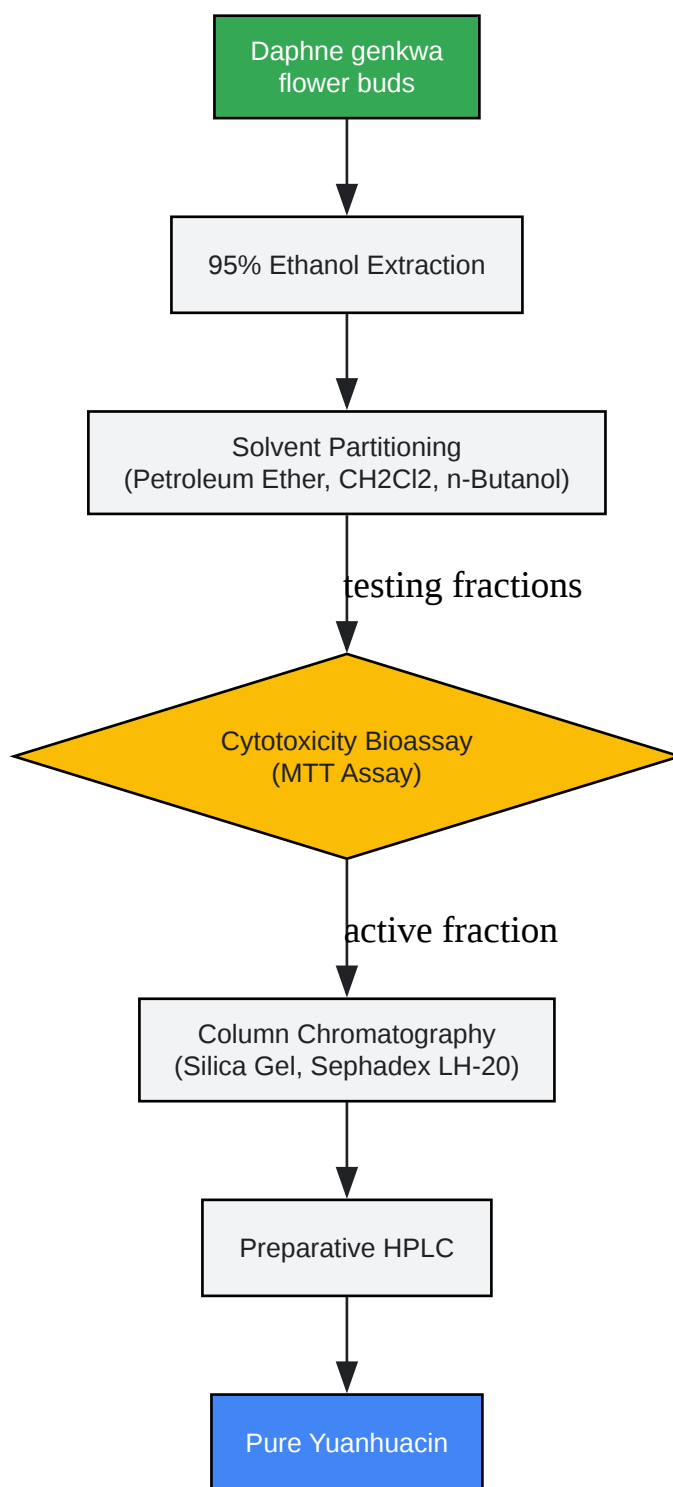 Daphne genkwa
flower buds
95% Ethanol Extraction
Solvent Partitioning
(Petroleum Ether, CH2Cl2, n-Butanol)
testing fractions
Cytotoxicity Bioassay
(MTT Assay)
active fraction
Column Chromatography
(Silica Gel, Sephadex LH-20)
Preparative HPLC
Pure Yuanhuacin